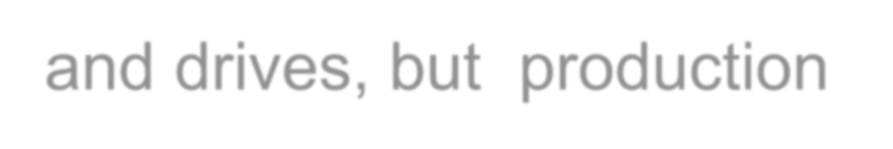 and drives, but  production